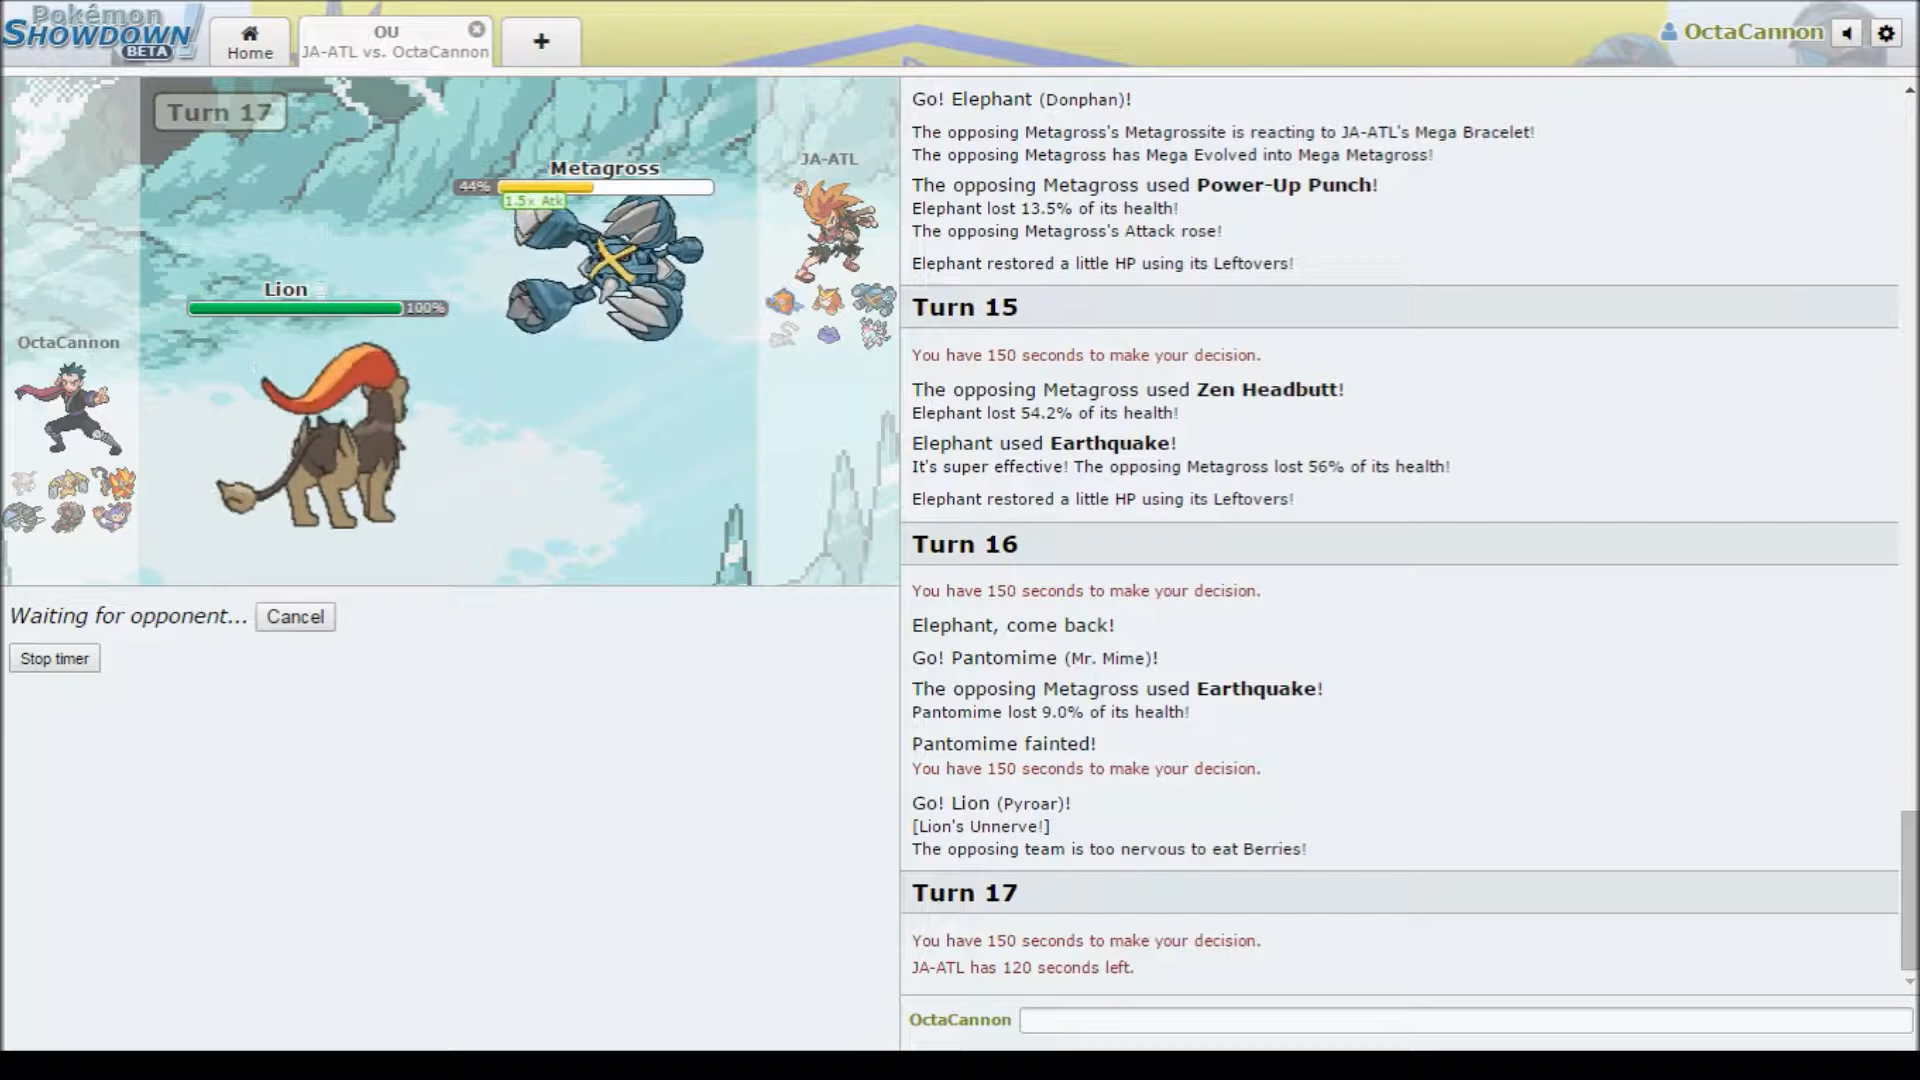 Pokémon
SHOWDOWN!
BETA
Home
OU
JA-ATL vs. OctaCannon
+
OctaCannon
Turn 17
Metagross
44%
1.5× Atk
JA-ATL
Lion
100%
OctaCannon
Waiting for opponent... Cancel
Stop timer
Go! Elephant (Donphan)!
The opposing Metagross's Metagrossite is reacting to JA-ATL's Mega Bracelet!
The opposing Metagross has Mega Evolved into Mega Metagross!
The opposing Metagross used Power-Up Punch!
Elephant lost 13.5% of its health!
The opposing Metagross's Attack rose!
Elephant restored a little HP using its Leftovers!
Turn 15
You have 150 seconds to make your decision.
The opposing Metagross used Zen Headbutt!
Elephant lost 54.2% of its health!
Elephant used Earthquake!
It's super effective! The opposing Metagross lost 56% of its health!
Elephant restored a little HP using its Leftovers!
Turn 16
You have 150 seconds to make your decision.
Elephant, come back!
Go! Pantomime (Mr. Mime)!
The opposing Metagross used Earthquake!
Pantomime lost 9.0% of its health!
Pantomime fainted!
You have 150 seconds to make your decision.
Go! Lion (Pyroar)!
[Lion's Unnerve!]
The opposing team is too nervous to eat Berries!
Turn 17
You have 150 seconds to make your decision.
JA-ATL has 120 seconds left.
OctaCannon